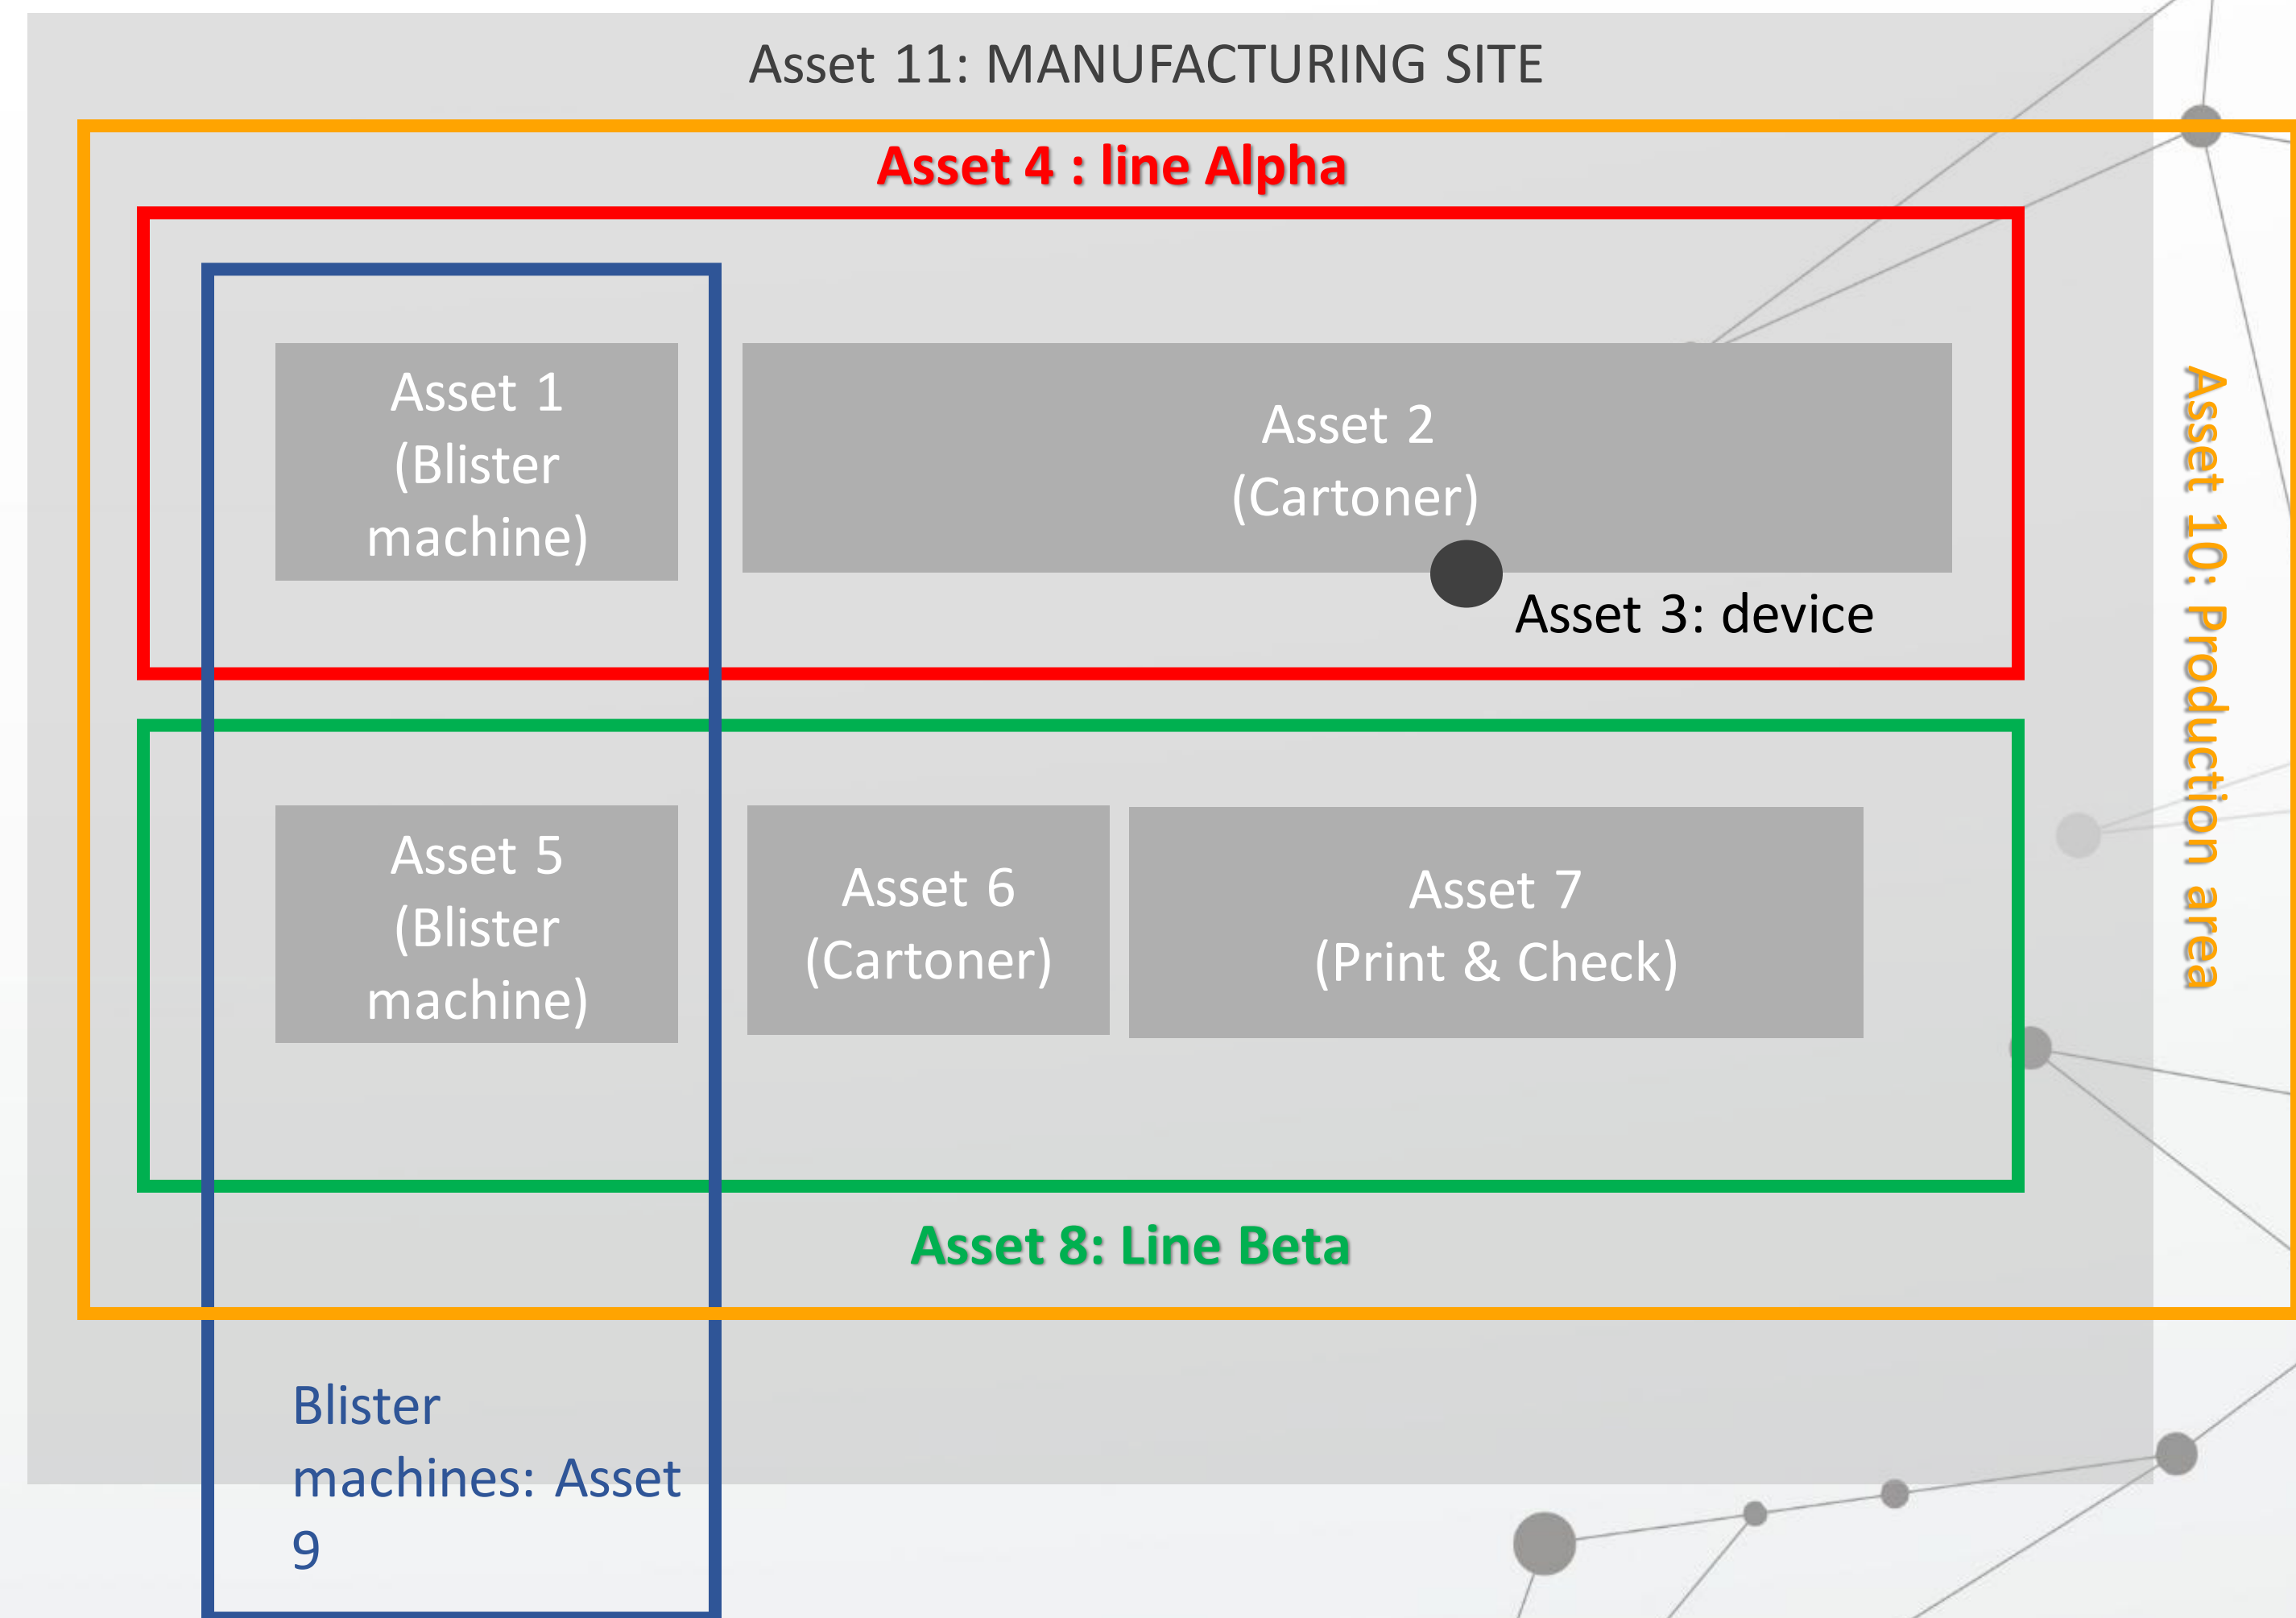 Asset 11: MANUFACTURING SITE
Asset 4 : line Alpha
Asset 1
(Blister
machine)
Asset 2
(Cartoner)
Asset 3: device
Asset 10: Production area
Asset 5
(Blister
machine)
Asset 6
(Cartoner)
Asset 7
(Print & Check)
Asset 8: Line Beta
Blister
machines: Asset
9